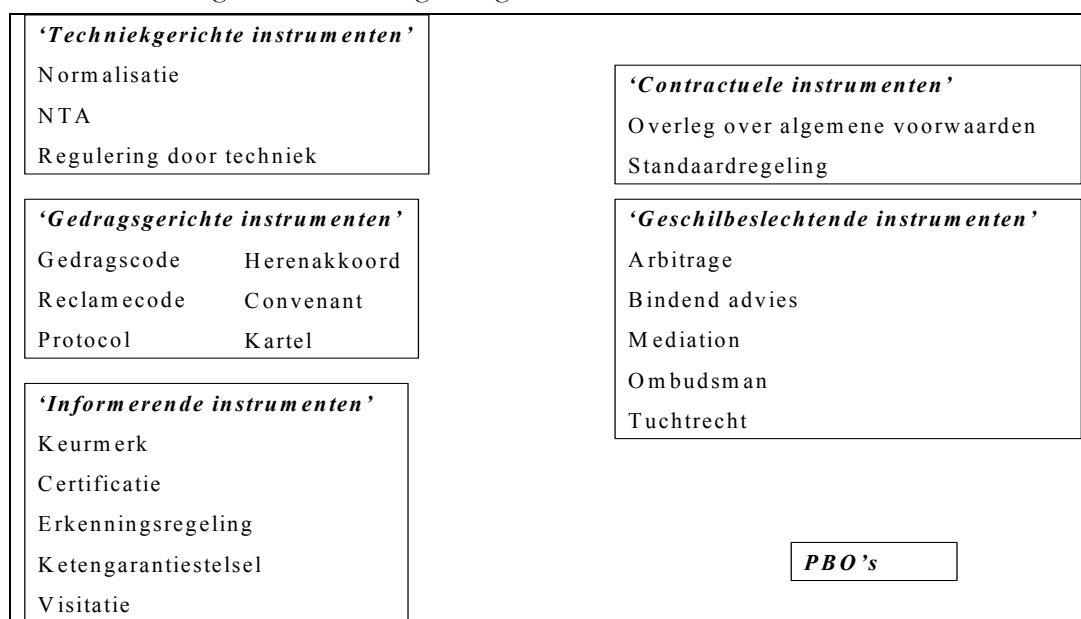 ‘Techniekgerichte instrumenten’
Normalisatie
NTA
Regulering door techniek
‘Gedragsgerichte instrumenten’
Gedragscode Herenakkoord
Reclamecode Convenant
Protocol Kartel
‘Informerende instrumenten’
Keurmerk
Certificatie
Erkenningsregeling
Ketengarantiestelsel
Visitatie
‘Contractuele instrumenten’
Overleg over algemene voorwaarden
Standaardregeling
‘Geschilbeslechtende instrumenten’
Arbitrage
Bindend advies
Mediation
Ombudsman
Tuchtrecht
PBO’s